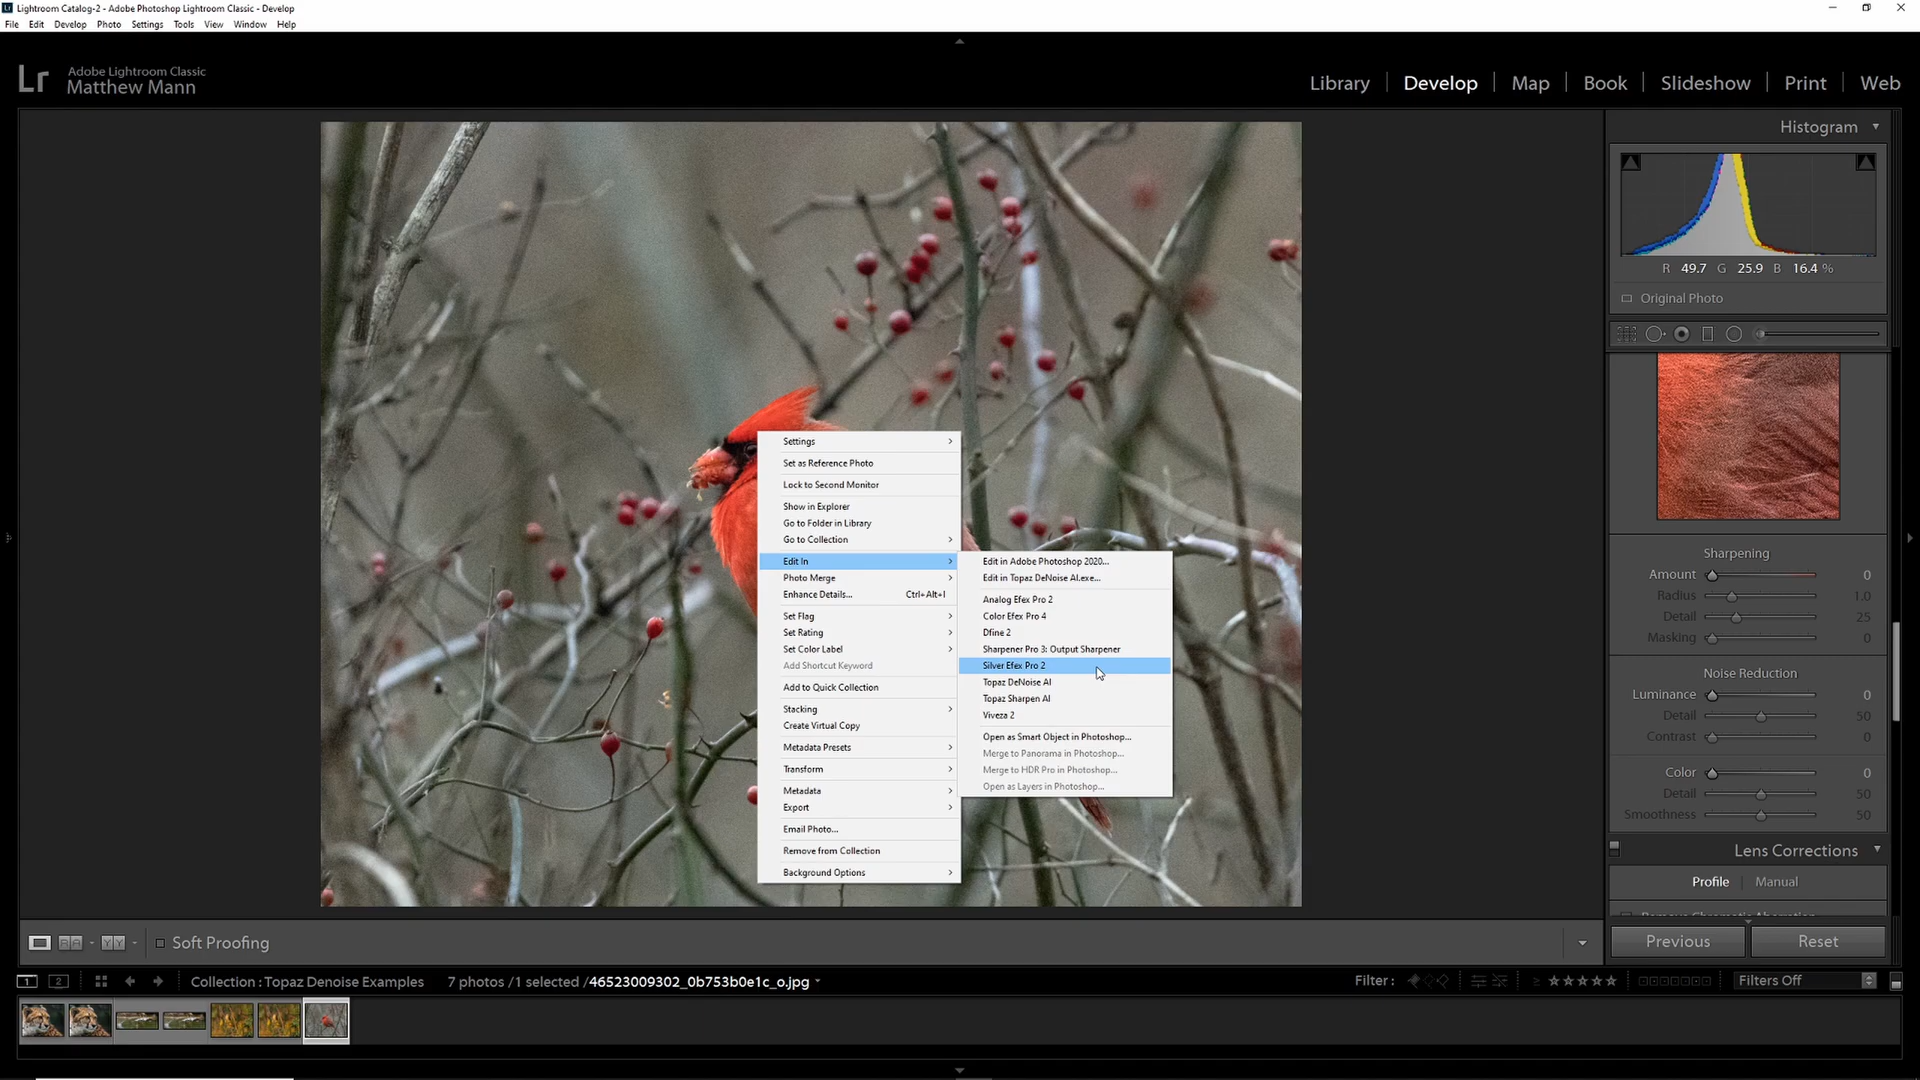 Lightroom Catalog-2 - Adobe Photoshop Lightroom Classic - Develop
File Edit Develop Photo Settings Tools View Window Help
Lr
Adobe Lightroom Classic
Matthew Mann
Library | Develop | Map | Book | Slideshow | Print | Web
Histogram
R 49.7 G 25.9 B 16.4 %
Original Photo
Settings
Set as Reference Photo
Lock to Second Monitor
Show in Explorer
Go to Folder in Library
Go to Collection
Edit In
Photo Merge
Enhance Details... Ctrl+Alt+I
Set Flag
Set Rating
Set Color Label
Add Shortcut Keyword
Add to Quick Collection
Stacking
Create Virtual Copy
Metadata Presets
Transform
Metadata
Export
Email Photo...
Remove from Collection
Background Options
Edit in Adobe Photoshop 2020...
Edit in Topaz DeNoise AI.exe...
Analog Efex Pro 2
Color Efex Pro 4
Dfine 2
Sharpener Pro 3: Output Sharpener
Silver Efex Pro 2
Topaz DeNoise AI
Topaz Sharpen AI
Viveza 2
Open as Smart Object in Photoshop...
Merge to Panorama in Photoshop...
Merge to HDR Pro in Photoshop...
Open as Layers in Photoshop...
Sharpening
Amount 0
Radius 1.0
Detail 25
Masking 0
Noise Reduction
Luminance 0
Detail 50
Contrast 0
Color 0
Detail 50
Smoothness 50
Lens Corrections
Profile | Manual
Remove Chromatic Aberration
Previous Reset
RA YY Soft Proofing
1 2 Collection : Topaz Denoise Examples 7 photos /1 selected /46523009302_0b753b0e1c_o.jpg
Filter : ≥ ★★★★★ Filters Off